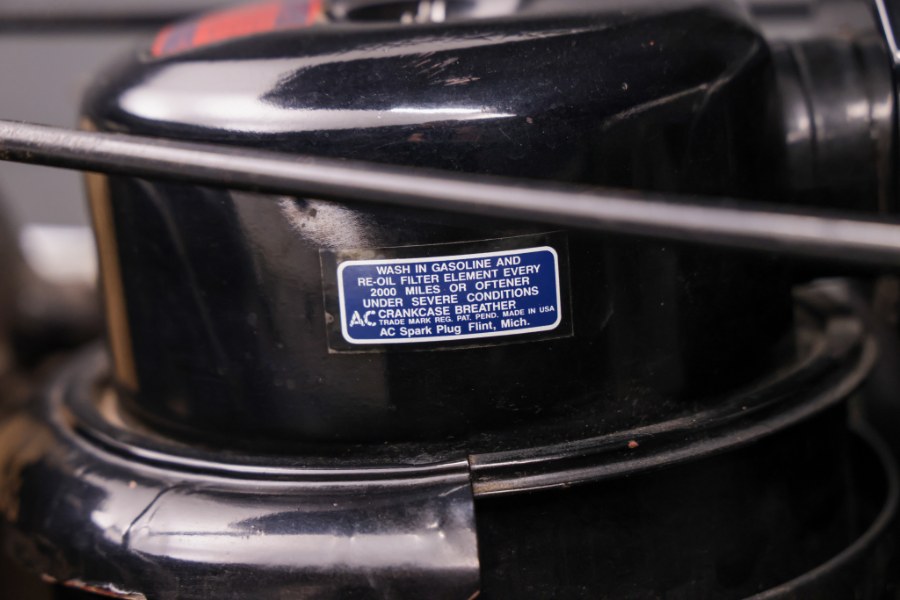 WASH IN GASOLINE AND
RE-OIL FILTER ELEMENT EVERY
2000 MILES OR OFTENER
UNDER SEVERE CONDITIONS
AC CRANKCASE BREATHER
TRADE MARK REG. PAT. PEND. MADE IN USA
AC Spark Plug Flint, Mich.